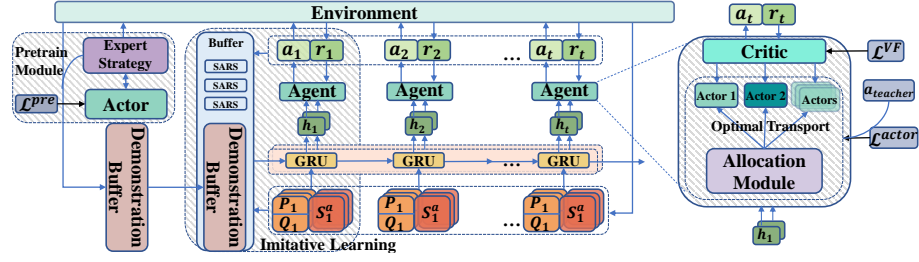 Environment
Pretrain
Module
Expert
Strategy
ℒ^pre
Actor
Demonstration
Buffer
Buffer
SARS
SARS
SARS
Demonstration
Buffer
a_1 r_1
a_2 r_2
...
a_t r_t
Agent
Agent
Agent
h_1
h_2
h_t
GRU
GRU
...
GRU
P_1
Q_1
S_1^a
P_1
Q_1
S_1^a
...
P_1
Q_1
S_1^a
Imitative Learning
a_t r_t
Critic
ℒ^VF
Actor 1
Actor 2
Actors
a_teacher
Optimal Transport
ℒ^actor
Allocation
Module
h_1